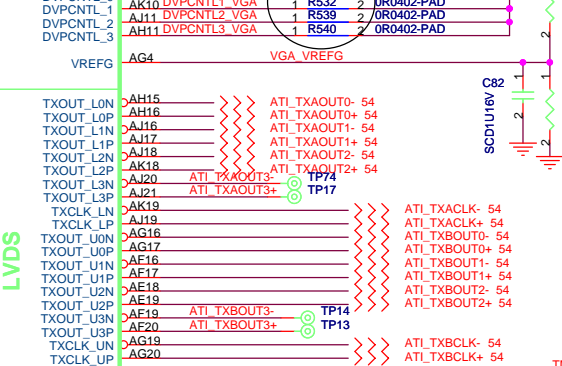 DVPCNTL_1 AK10 DVPCNTL1_VGA 1 R532 2 0R0402-PAD
DVPCNTL_2 AJ11 DVPCNTL2_VGA 1 R539 2 0R0402-PAD
DVPCNTL_3 AH11 DVPCNTL3_VGA 1 R540 2 0R0402-PAD
2
VREFG AG4 VGA_VREFG
C82
1 1
SCD1U16V
2
2
LVDS
TXOUT_L0N AH15 ATI_TXAOUT0- 54
TXOUT_L0P AH16 ATI_TXAOUT0+ 54
TXOUT_L1N AJ16 ATI_TXAOUT1- 54
TXOUT_L1P AJ17 ATI_TXAOUT1+ 54
TXOUT_L2N AJ18 ATI_TXAOUT2- 54
TXOUT_L2P AK18 ATI_TXAOUT2+ 54
TXOUT_L3N AJ20 ATI_TXAOUT3- TP74
TXOUT_L3P AJ21 ATI_TXAOUT3+ TP17
TXCLK_LN AK19 ATI_TXACLK- 54
TXCLK_LP AJ19 ATI_TXACLK+ 54
TXOUT_U0N AG16 ATI_TXBOUT0- 54
TXOUT_U0P AG17 ATI_TXBOUT0+ 54
TXOUT_U1N AF16 ATI_TXBOUT1- 54
TXOUT_U1P AF17 ATI_TXBOUT1+ 54
TXOUT_U2N AE18 ATI_TXBOUT2- 54
TXOUT_U2P AE19 ATI_TXBOUT2+ 54
TXOUT_U3N AF19 ATI_TXBOUT3- TP14
TXOUT_U3P AF20 ATI_TXBOUT3+ TP13
TXCLK_UN AG19 ATI_TXBCLK- 54
TXCLK_UP AG20 ATI_TXBCLK+ 54